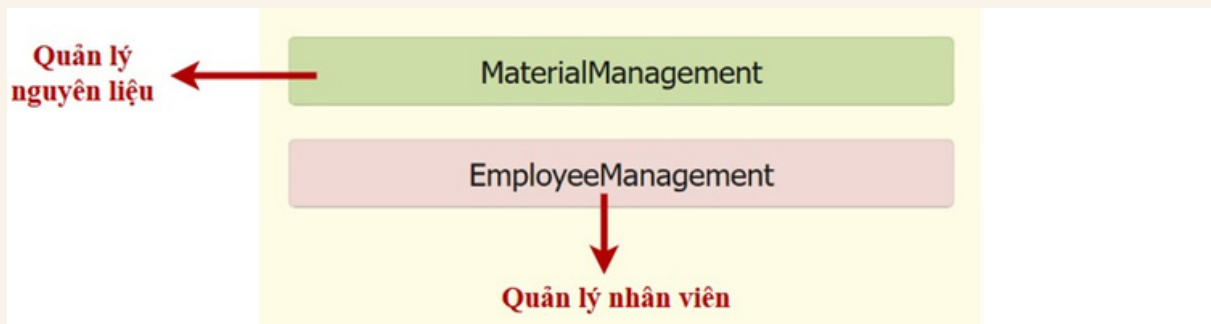 Quản lý
nguyên liệu
MaterialManagement
EmployeeManagement
Quản lý nhân viên